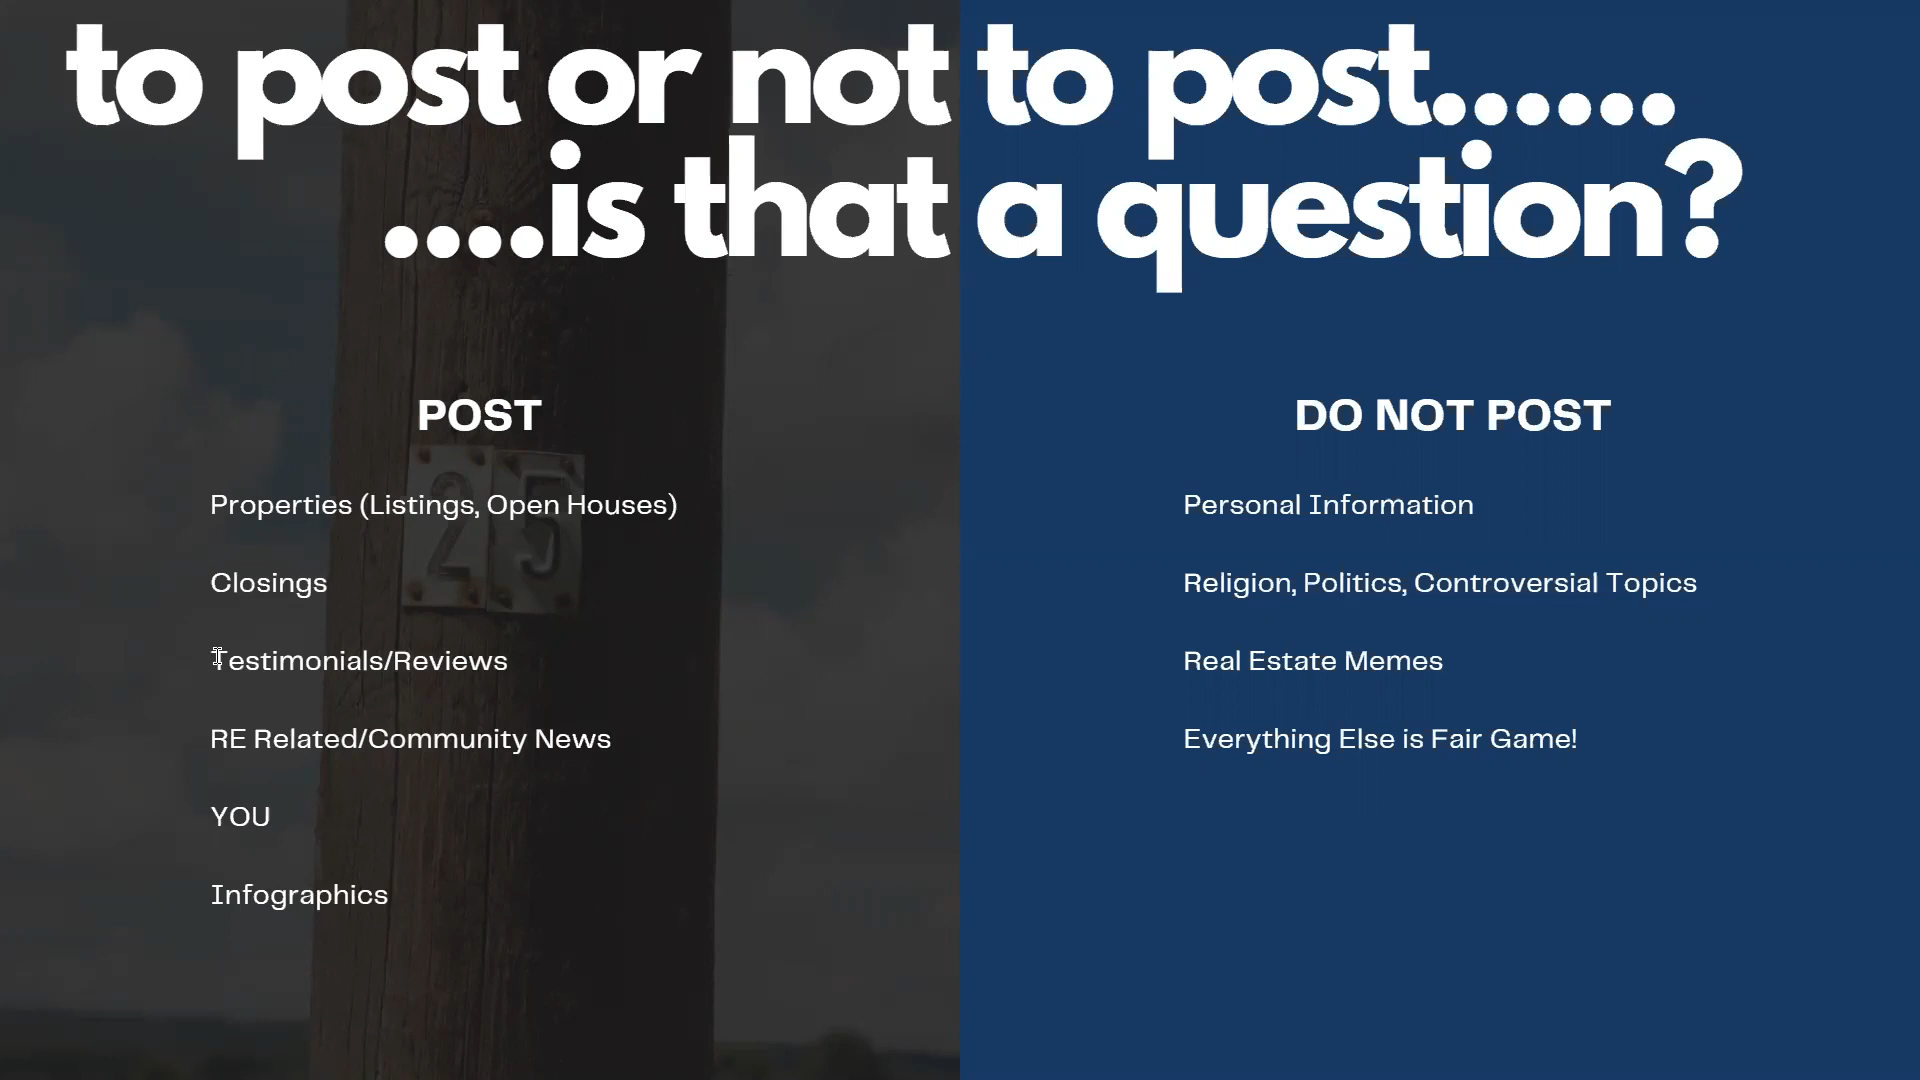 to post or not to post......
....is that a question?
POST
25
Properties (Listings, Open Houses)
Closings
Testimonials/Reviews
RE Related/Community News
YOU
Infographics
DO NOT POST
Personal Information
Religion, Politics, Controversial Topics
Real Estate Memes
Everything Else is Fair Game!